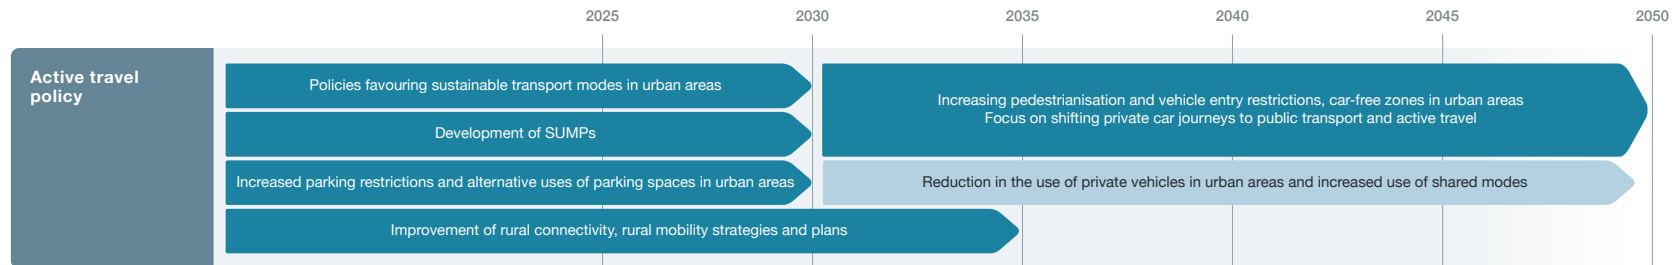 2025 2030 2035 2040 2045 2050
Active travel
policy
Policies favouring sustainable transport modes in urban areas
Development of SUMPs
Increased parking restrictions and alternative uses of parking spaces in urban areas
Improvement of rural connectivity, rural mobility strategies and plans
Increasing pedestrianisation and vehicle entry restrictions, car-free zones in urban areas
Focus on shifting private car journeys to public transport and active travel
Reduction in the use of private vehicles in urban areas and increased use of shared modes